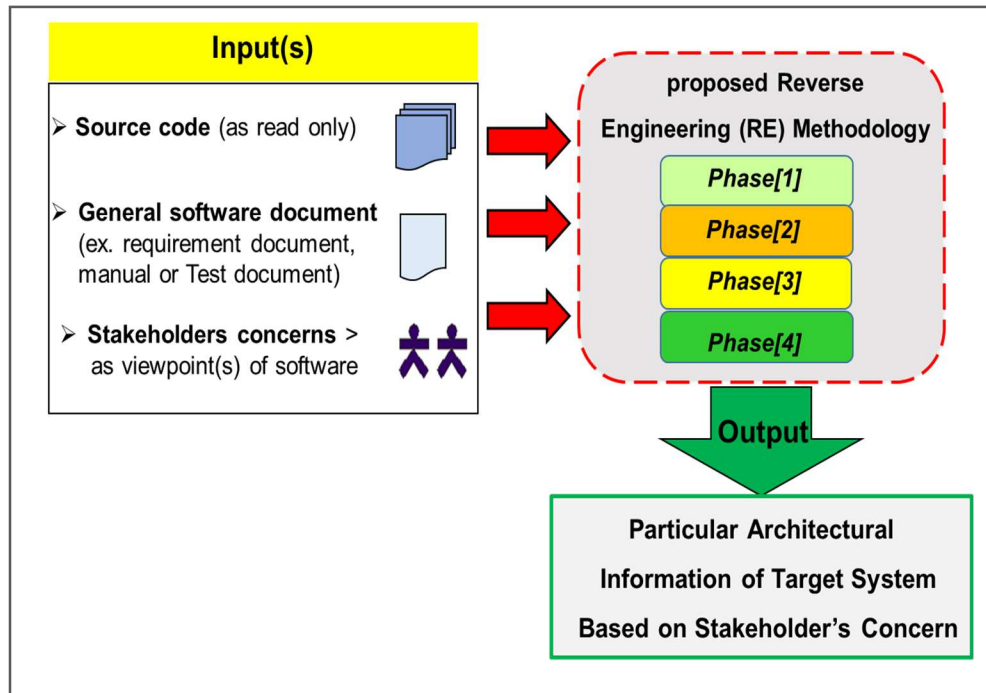 Input(s)
➢ Source code (as read only)
➢ General software document
(ex. requirement document,
manual or Test document)
➢ Stakeholders concerns >
as viewpoint(s) of software
proposed Reverse
Engineering (RE) Methodology
Phase[1]
Phase[2]
Phase[3]
Phase[4]
Output
Particular Architectural
Information of Target System
Based on Stakeholder's Concern